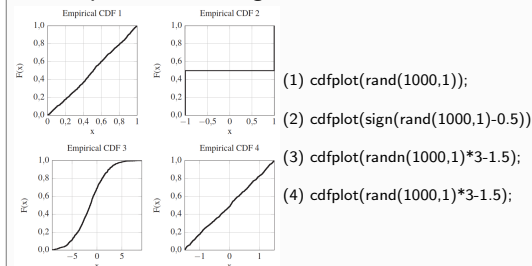 Empirical CDF 1
1,0
0,8
0,6
0,4
0,2
0,0
F(x)
0 0,2 0,4 0,6 0,8 1
x
Empirical CDF 2
1,0
0,8
0,6
0,4
0,2
0,0
F(x)
−1 −0,5 0 0,5 1
x
Empirical CDF 3
1,0
0,8
0,6
0,4
0,2
0,0
F(x)
−5 0 5
Empirical CDF 4
1,0
0,8
0,6
0,4
0,2
0,0
F(x)
−1 0 1
(1) cdfplot(rand(1000,1));
(2) cdfplot(sign(rand(1000,1)-0.5))
(3) cdfplot(randn(1000,1)*3-1.5);
(4) cdfplot(rand(1000,1)*3-1.5);